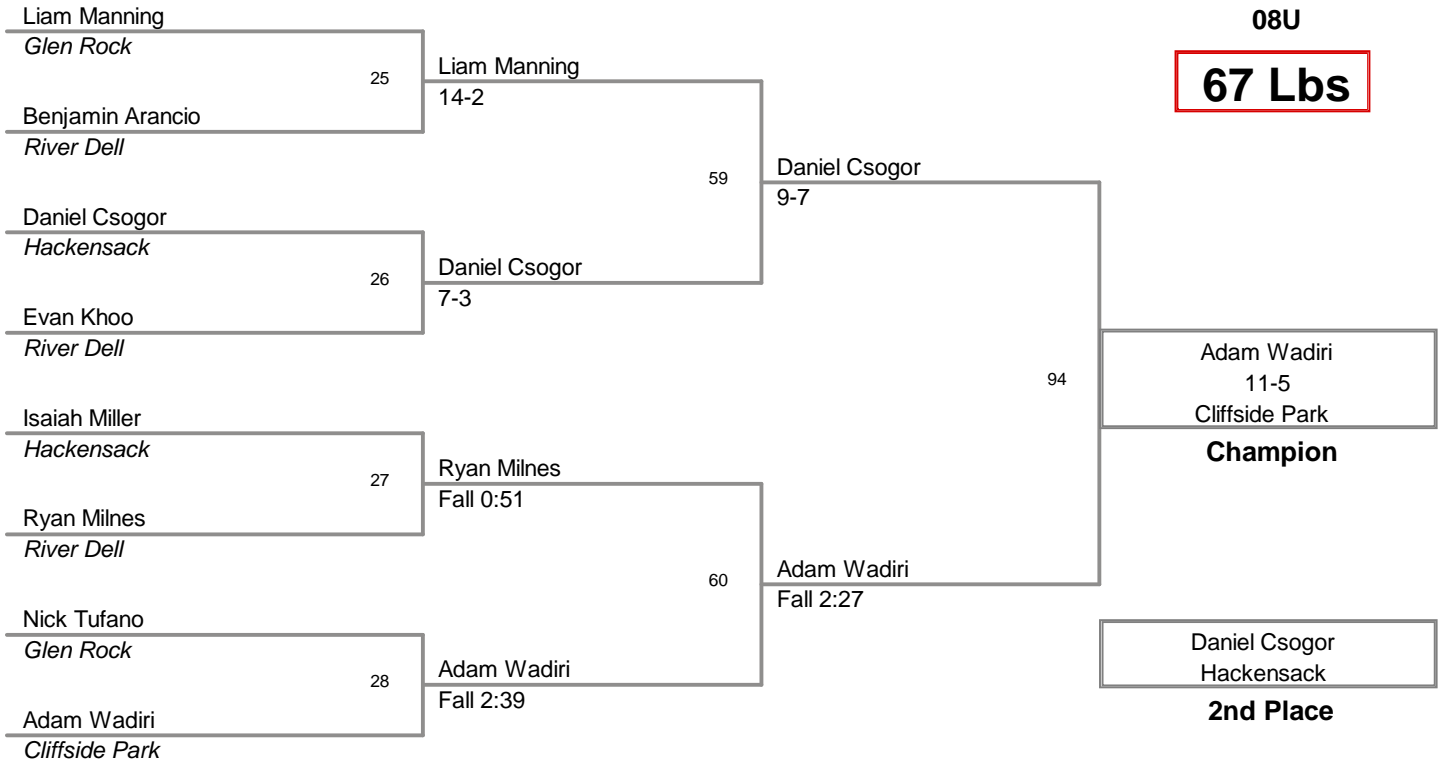 08U
67 Lbs
Liam Manning
Glen Rock
25
Benjamin Arancio
River Dell
Daniel Csogor
Hackensack
26
Evan Khoo
River Dell
Isaiah Miller
Hackensack
27
Ryan Milnes
River Dell
Nick Tufano
Glen Rock
28
Adam Wadiri
Cliffside Park
Liam Manning
14-2
59
Daniel Csogor
7-3
Ryan Milnes
Fall 0:51
60
Adam Wadiri
Fall 2:39
Daniel Csogor
9-7
94
Adam Wadiri
Fall 2:27
Adam Wadiri
11-5
Cliffside Park
Champion
Daniel Csogor
Hackensack
2nd Place